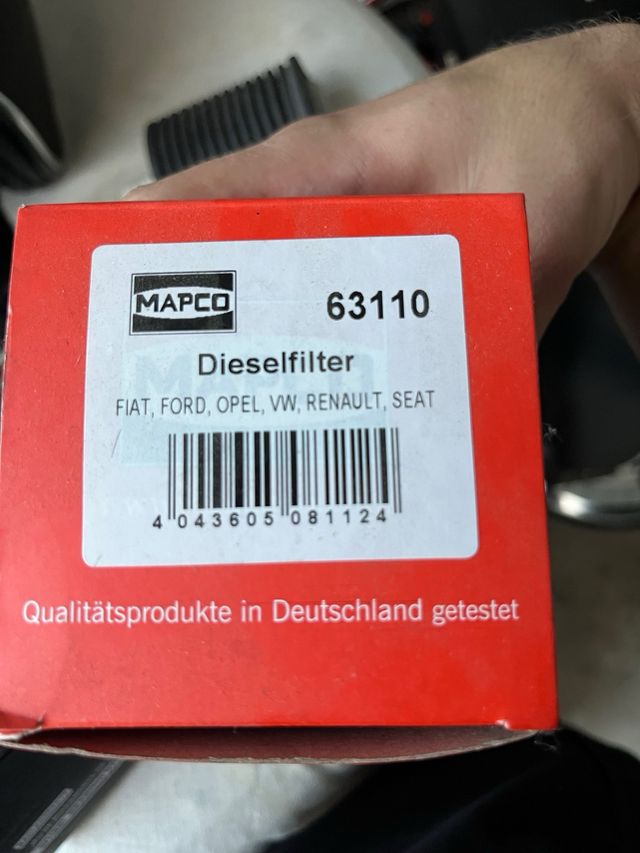 MAPCO
63110
Dieselfilter
FIAT, FORD, OPEL, VW, RENAULT, SEAT
4 043605 081124
Qualitätsprodukte in Deutschland getestet